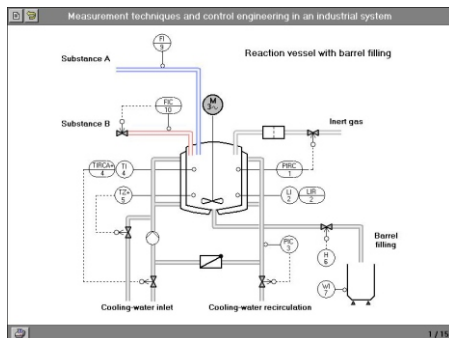 Measurement techniques and control engineering in an industrial system
FI
9
Reaction vessel with barrel filling
Substance A
M
3~
FIC
10
Substance B
Inert gas
TIRCA+
4
TI
4
PIRC
1
TZ+
5
LI
2
LIR
2
PIC
3
Barrel
filling
H
6
WI
7
Cooling-water inlet
Cooling-water recirculation
1 / 15